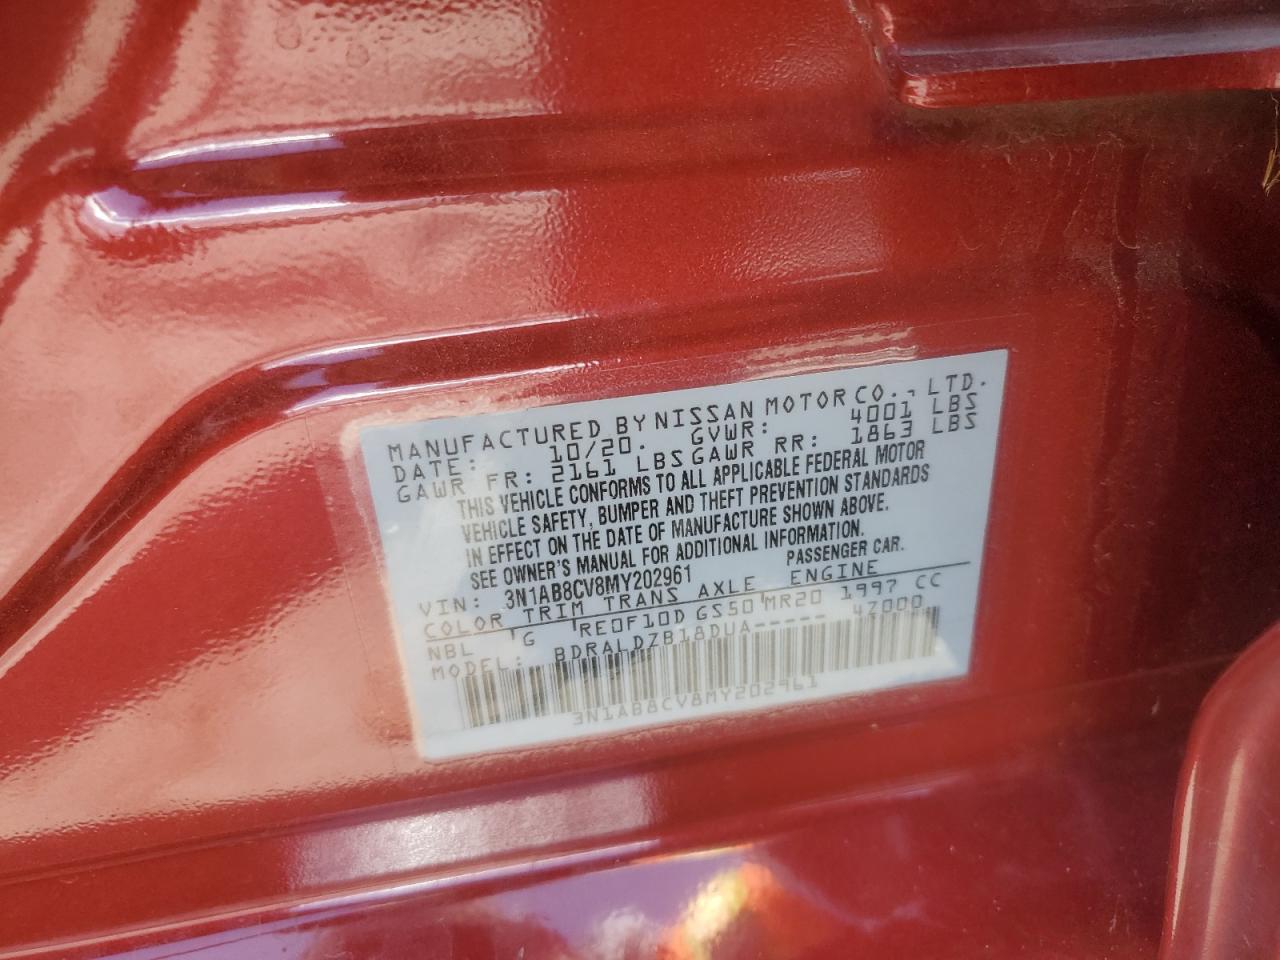 MANUFACTURED BY NISSAN MOTOR CO., LTD.
DATE: 10/20. GVWR: 4001 LBS
GAWR FR: 2161 LBS GAWR RR: 1863 LBS
THIS VEHICLE CONFORMS TO ALL APPLICABLE FEDERAL MOTOR
VEHICLE SAFETY, BUMPER AND THEFT PREVENTION STANDARDS
IN EFFECT ON THE DATE OF MANUFACTURE SHOWN ABOVE.
SEE OWNER'S MANUAL FOR ADDITIONAL INFORMATION.
VIN: 3N1AB8CV8MY202961 PASSENGER CAR.
COLOR TRIM TRANS AXLE ENGINE
NBL G RE0F10D GS50 MR20 1997 CC
MODEL: BDRALDZB18DUA----- 4Z000
3N1AB8CV8MY202961